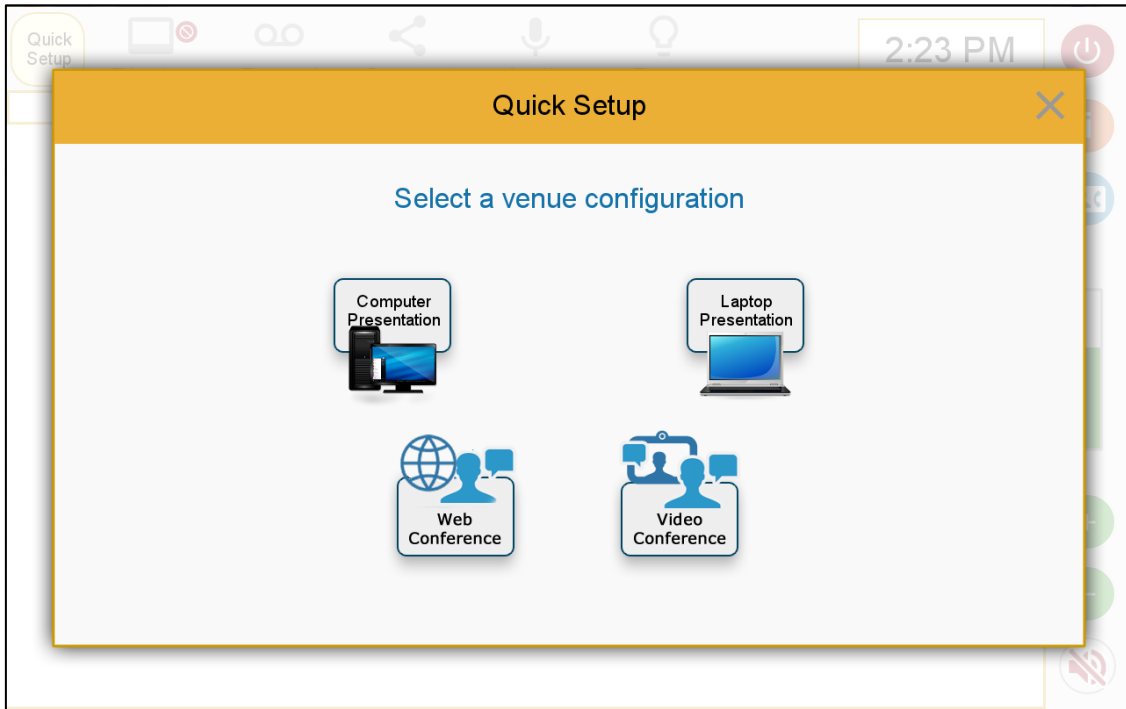 Quick
Setup
2:23 PM
Quick Setup
Select a venue configuration
Computer
Presentation
Laptop
Presentation
Web
Conference
Video
Conference